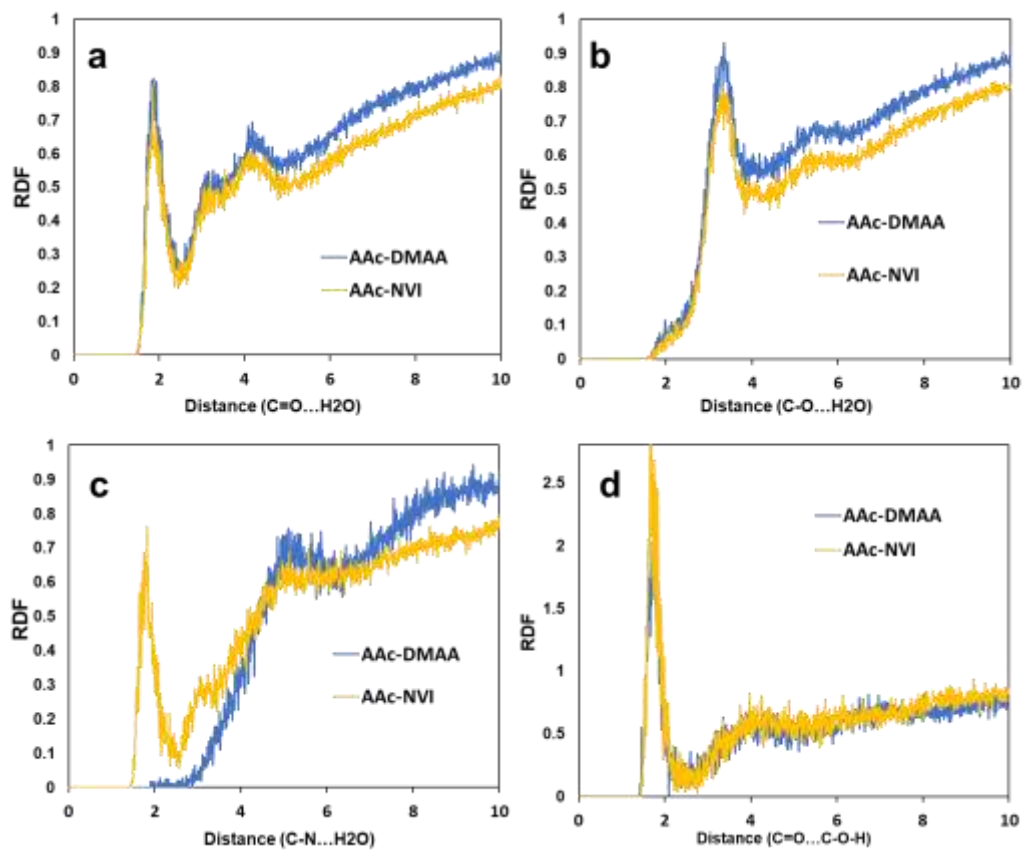 a
1
0.9
0.8
0.7
0.6
0.5
0.4
0.3
0.2
0.1
0
RDF
AAc-DMAA
AAc-NVI
0 2 4 6 8 10
Distance (C=O...H2O)
b
1
0.9
0.8
0.7
0.6
0.5
0.4
0.3
0.2
0.1
0
RDF
AAc-DMAA
AAc-NVI
0 2 4 6 8 10
Distance (C-O...H2O)
c
1
0.9
0.8
0.7
0.6
0.5
0.4
0.3
0.2
0.1
0
RDF
AAc-DMAA
AAc-NVI
0 2 4 6 8 10
Distance (C-N...H2O)
d
2.5
2
1.5
1
0.5
0
RDF
AAc-DMAA
AAc-NVI
0 2 4 6 8 10
Distance (C=O...C-O-H)